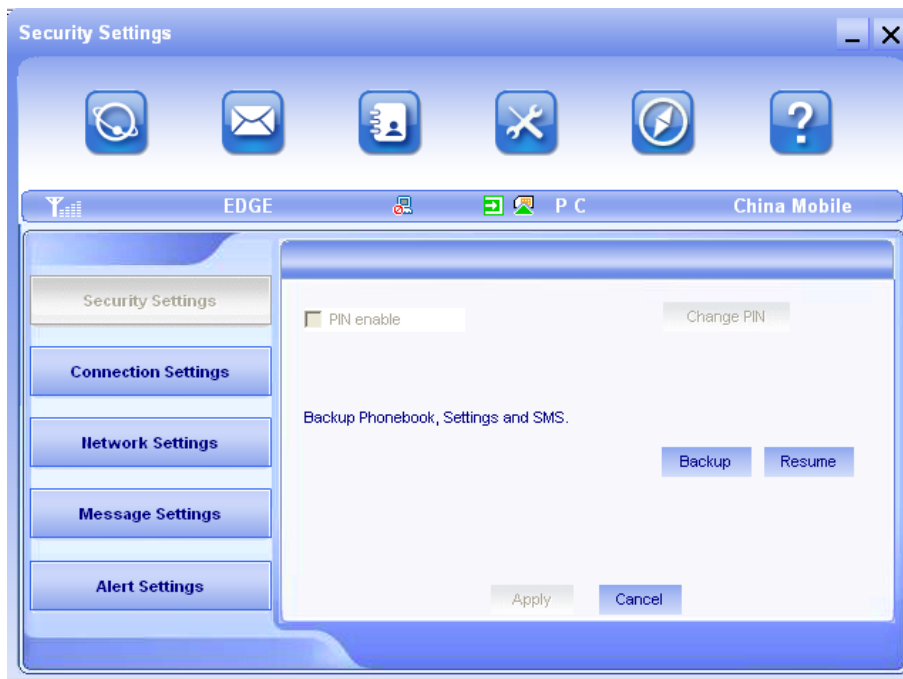 Security Settings
EDGE P C China Mobile
Security Settings
PIN enable Change PIN
Connection Settings
Backup Phonebook, Settings and SMS.
Network Settings
Backup Resume
Message Settings
Alert Settings
Apply Cancel